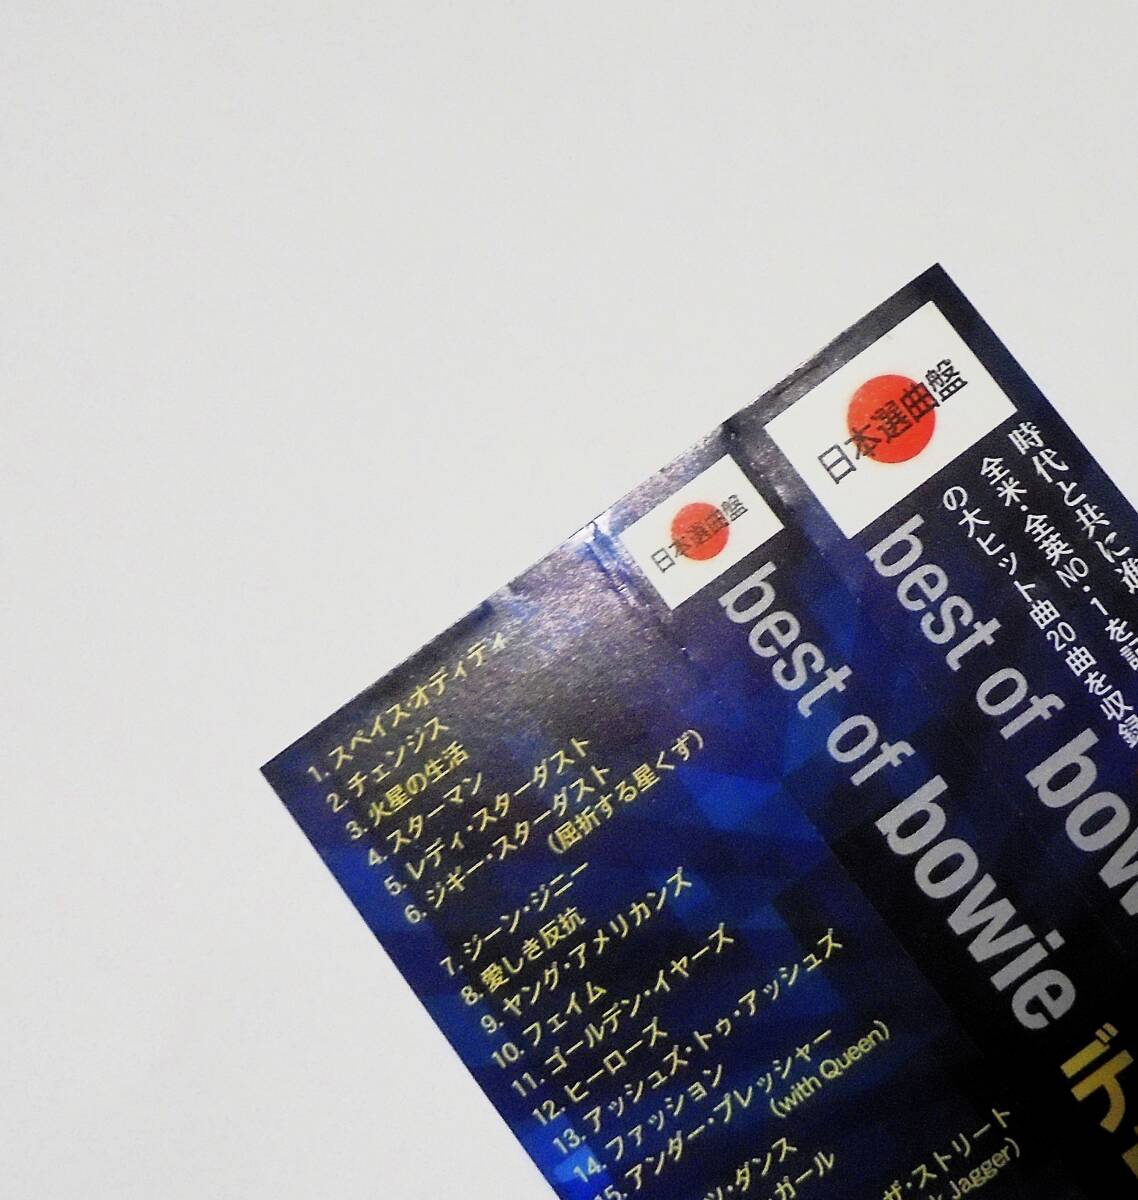 日本選曲盤
時代と共に進
全米・全英NO・1を記
の大ヒット曲20曲を収録
best of bow
日本選曲盤
best of bowie
デ
1. スペイス・オディティ
2. チェンジス
3. 火星の生活
4. スターマン
5. レディ・スターダスト
6. ジギー・スターダスト
(屈折する星くず)
7. ジーン・ジニー
8. 愛しき反抗
9. ヤング・アメリカンズ
10. フェイム
11. ゴールデン・イヤーズ
12. ヒーローズ
13. アッシュズ・トゥ・アッシュズ
14. ファッション
15. アンダー・プレッシャー
(with Queen)
ツ・ダンス
・ガール
ザ・ストリート
Jagger)